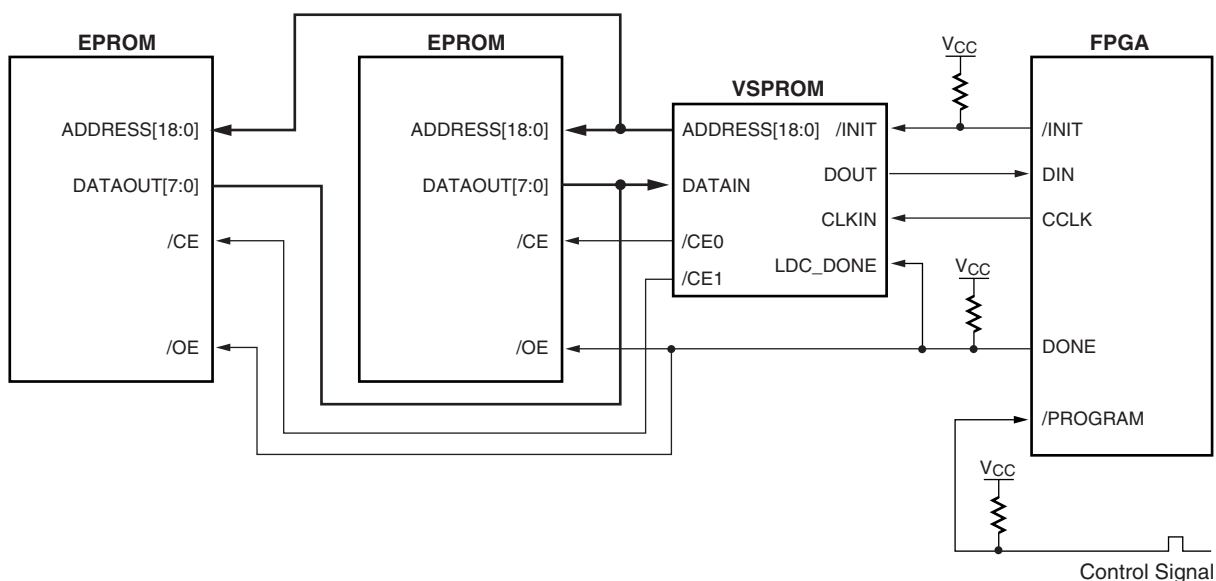 EPROM
ADDRESS[18:0]
DATAOUT[7:0]
/CE
/OE
EPROM
ADDRESS[18:0]
DATAOUT[7:0]
/CE
/OE
VSPROM
ADDRESS[18:0] /INIT
DATAIN DOUT
/CE0 CLKIN
/CE1 LDC_DONE
VCC
VCC
FPGA
/INIT
DIN
CCLK
DONE
/PROGRAM
VCC
Control Signal